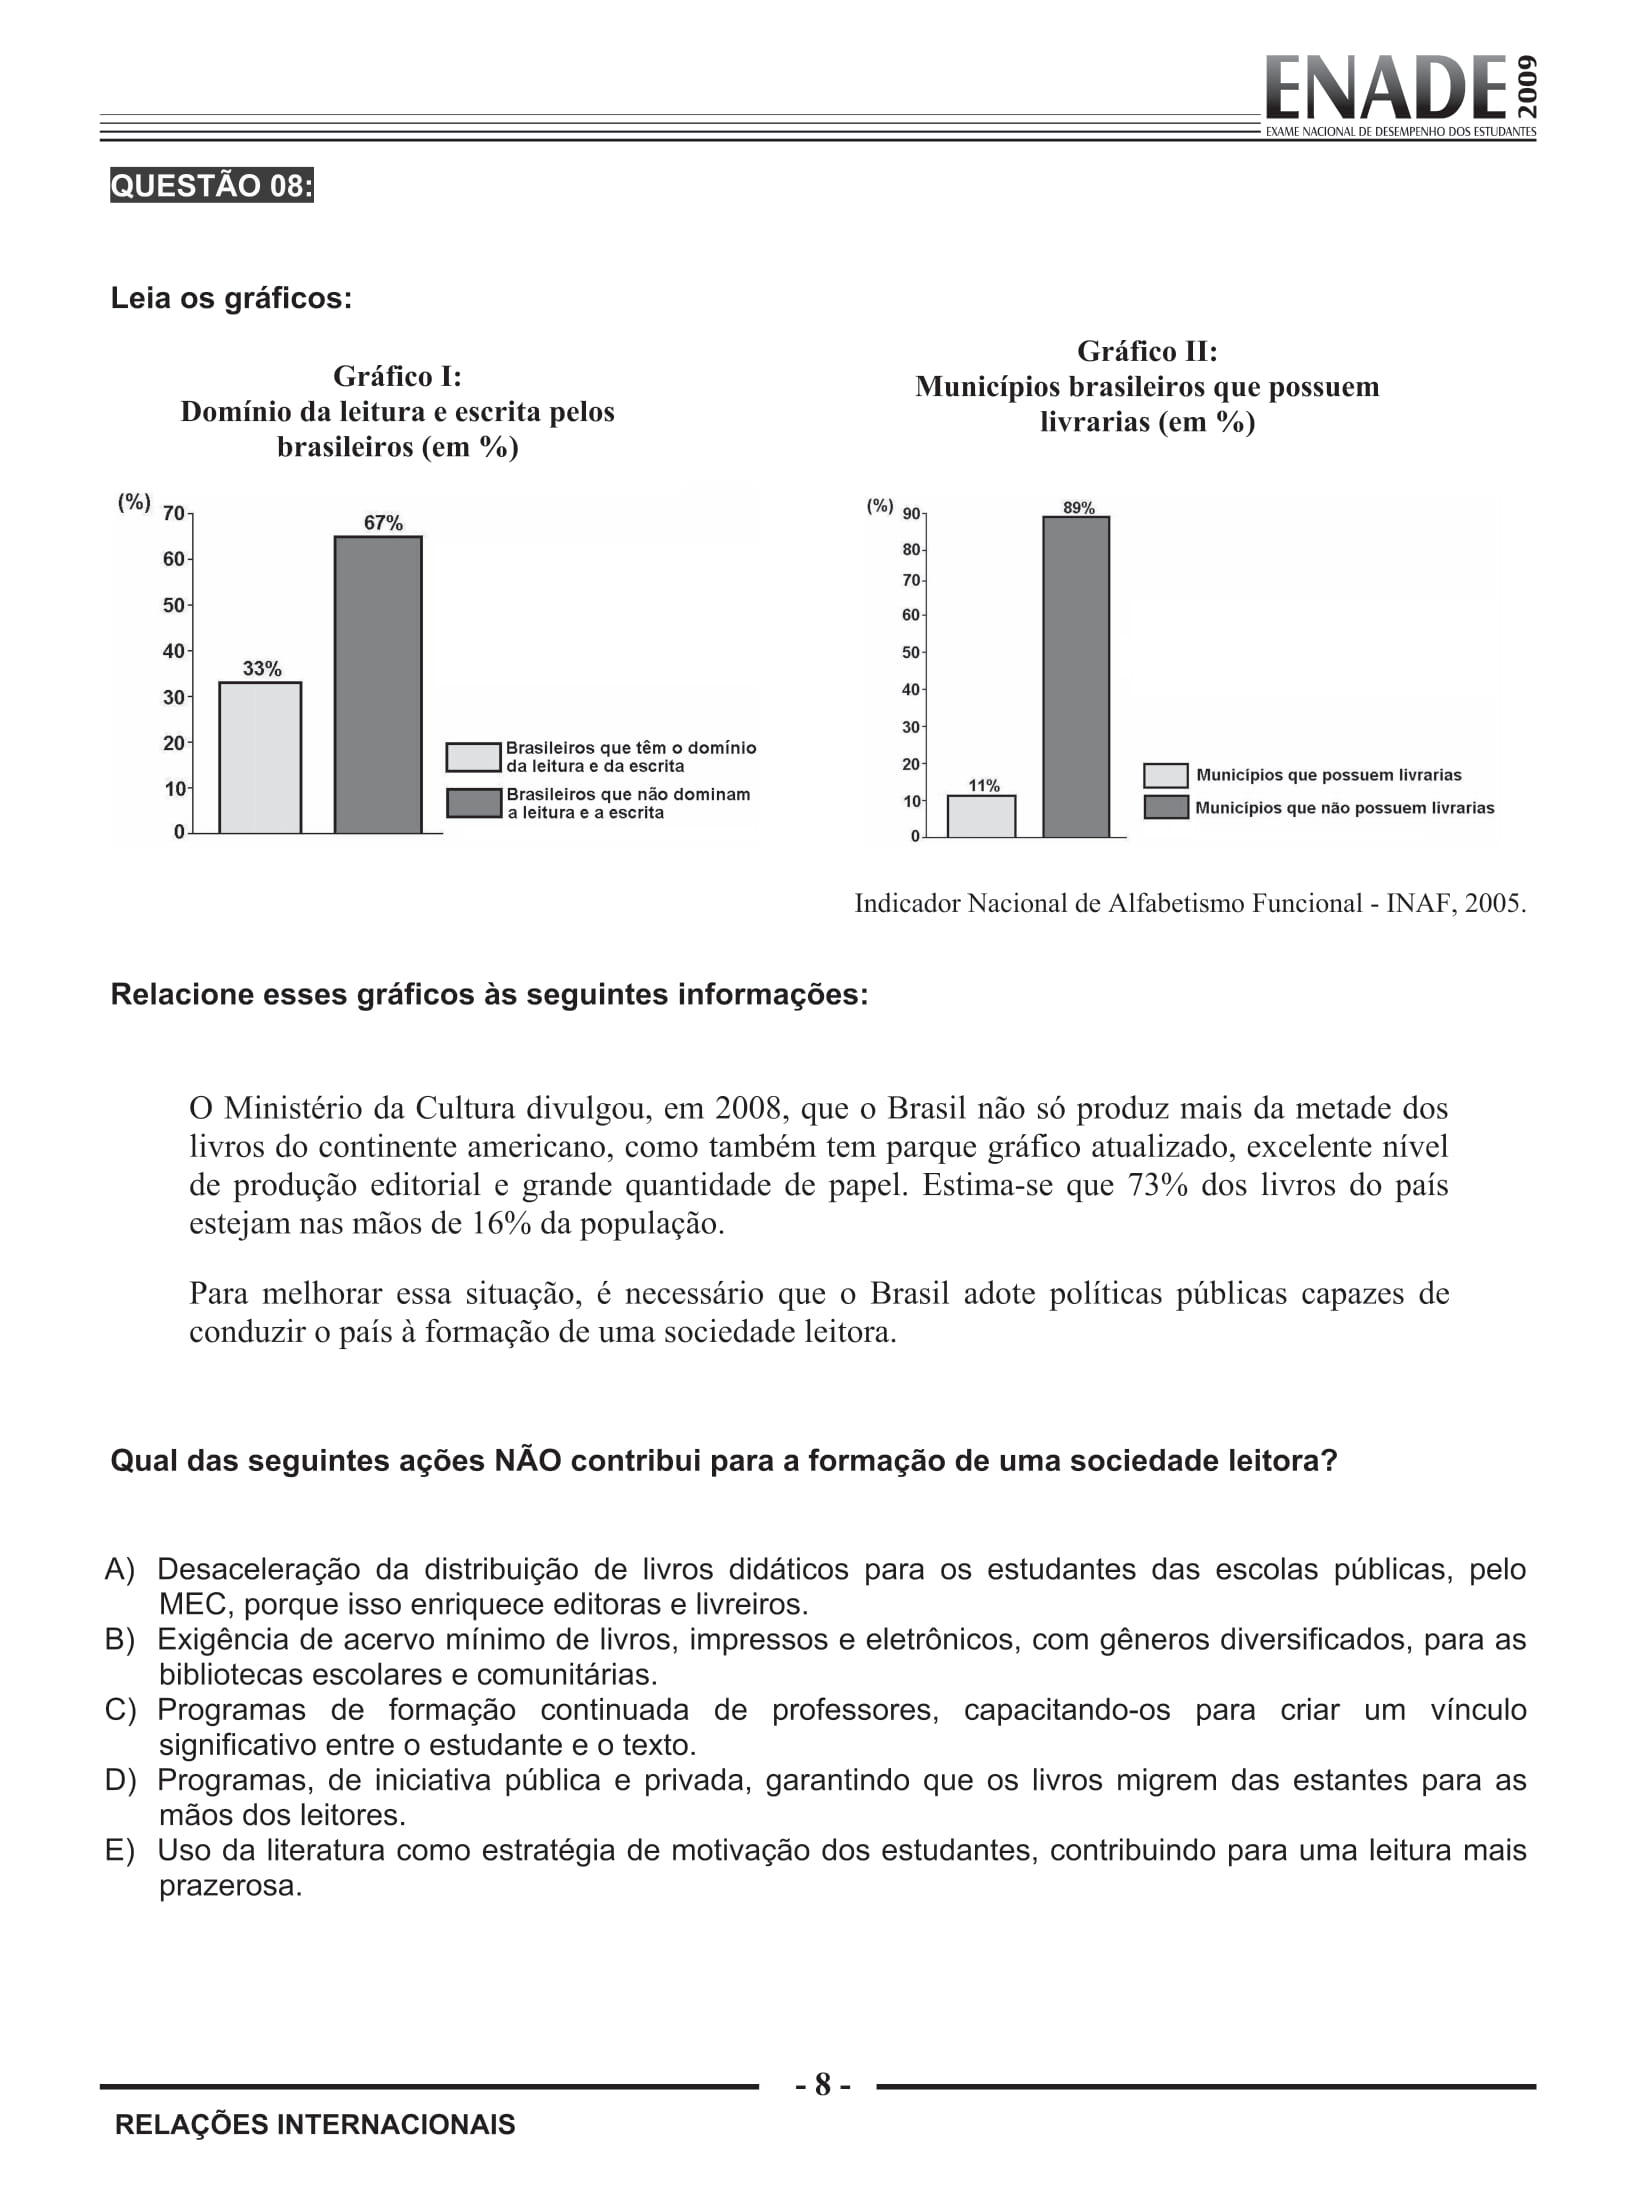 ENADE 2009
EXAME NACIONAL DE DESEMPENHO DOS ESTUDANTES
QUESTÃO 08:
Leia os gráficos:
Gráfico I:
Domínio da leitura e escrita pelos
brasileiros (em %)
(%)
70
60
50
40
30
20
10
0
33%
67%
Brasileiros que têm o domínio
da leitura e da escrita
Brasileiros que não dominam
a leitura e a escrita
Gráfico II:
Municípios brasileiros que possuem
livrarias (em %)
(%)
90
80
70
60
50
40
30
20
10
0
11%
89%
Municípios que possuem livrarias
Municípios que não possuem livrarias
Indicador Nacional de Alfabetismo Funcional - INAF, 2005.
Relacione esses gráficos às seguintes informações:
O Ministério da Cultura divulgou, em 2008, que o Brasil não só produz mais da metade dos
livros do continente americano, como também tem parque gráfico atualizado, excelente nível
de produção editorial e grande quantidade de papel. Estima-se que 73% dos livros do país
estejam nas mãos de 16% da população.
Para melhorar essa situação, é necessário que o Brasil adote políticas públicas capazes de
conduzir o país à formação de uma sociedade leitora.
Qual das seguintes ações NÃO contribui para a formação de uma sociedade leitora?
A) Desaceleração da distribuição de livros didáticos para os estudantes das escolas públicas, pelo
MEC, porque isso enriquece editoras e livreiros.
B) Exigência de acervo mínimo de livros, impressos e eletrônicos, com gêneros diversificados, para as
bibliotecas escolares e comunitárias.
C) Programas de formação continuada de professores, capacitando-os para criar um vínculo
significativo entre o estudante e o texto.
D) Programas, de iniciativa pública e privada, garantindo que os livros migrem das estantes para as
mãos dos leitores.
E) Uso da literatura como estratégia de motivação dos estudantes, contribuindo para uma leitura mais
prazerosa.
- 8 -
RELAÇÕES INTERNACIONAIS